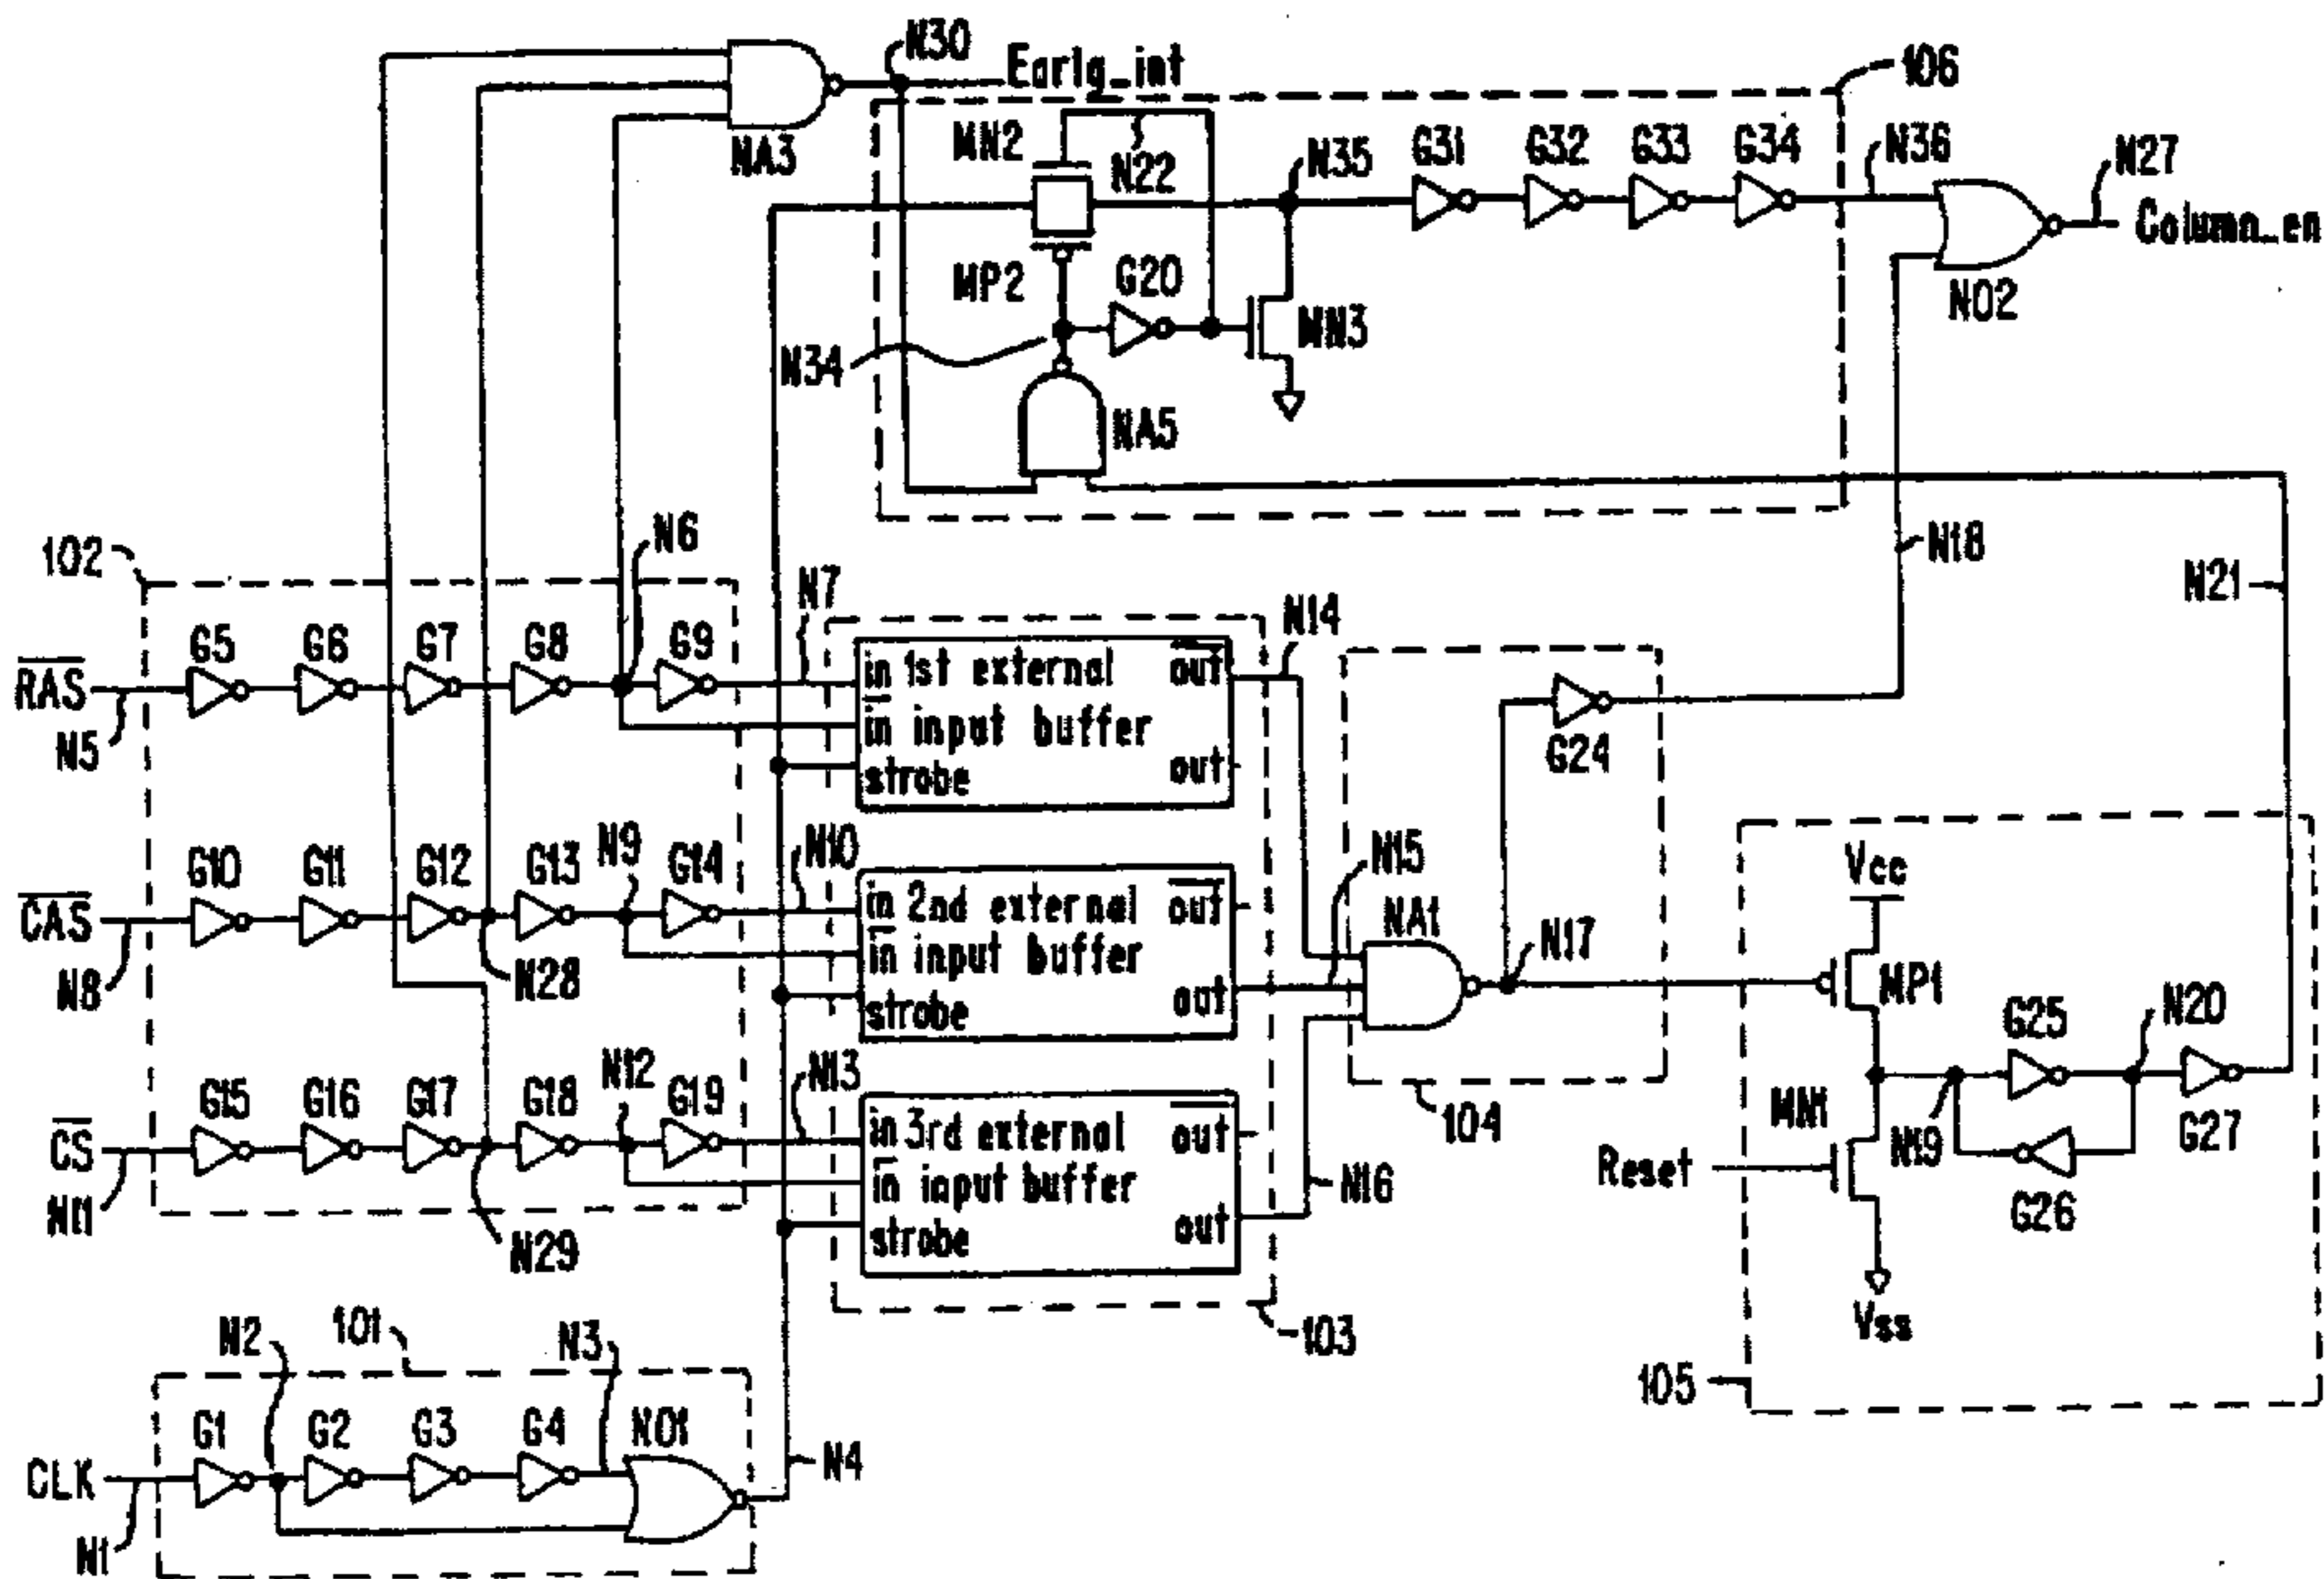 N30
Early_int
106
MN2
N22
N35
G31
G32
G33
G34
N36
N27
Column_en
NA3
MP2
G20
MN3
NO2
N34
NA5
N18
N21
102
N6
N7
N14
RAS
G5
G6
G7
G8
G9
N5
in 1st external out
in input buffer
strobe out
G24
CAS
G10
G11
G12
G13
N9
G14
N10
N8
N28
in 2nd external out
in input buffer
strobe out
N15
NA1
N17
Vcc
MP1
G25
N20
G27
MN1
N19
G26
Reset
Vss
105
104
CS
G15
G16
G17
G18
N12
G19
N13
N11
N29
in 3rd external out
in input buffer
strobe out
N16
103
N2
101
N3
CLK
G1
G2
G3
G4
NO1
N4
N1